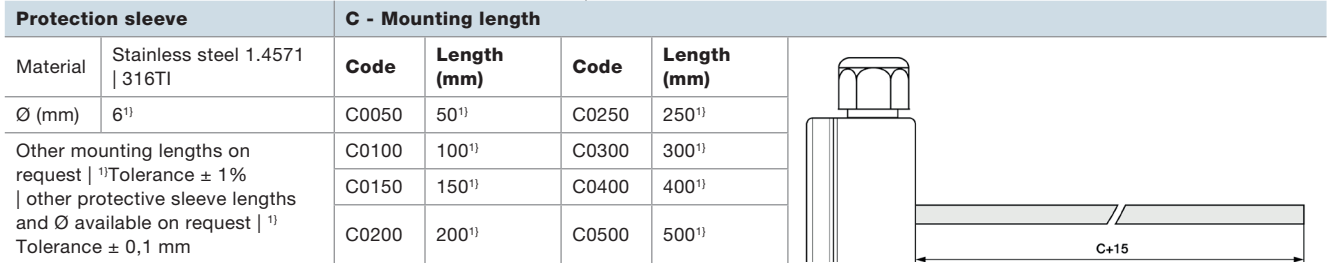 Protection sleeve C - Mounting length
Material Stainless steel 1.4571
| 316TI
Code Length
(mm) Code Length
(mm)
Ø (mm) 6¹⁾ C0050 50¹⁾ C0250 250¹⁾
Other mounting lengths on
request | ¹⁾Tolerance ± 1%
| other protective sleeve lengths
and Ø available on request | ¹⁾
Tolerance ± 0,1 mm
C0100 100¹⁾ C0300 300¹⁾
C0150 150¹⁾ C0400 400¹⁾
C0200 200¹⁾ C0500 500¹⁾
C+15